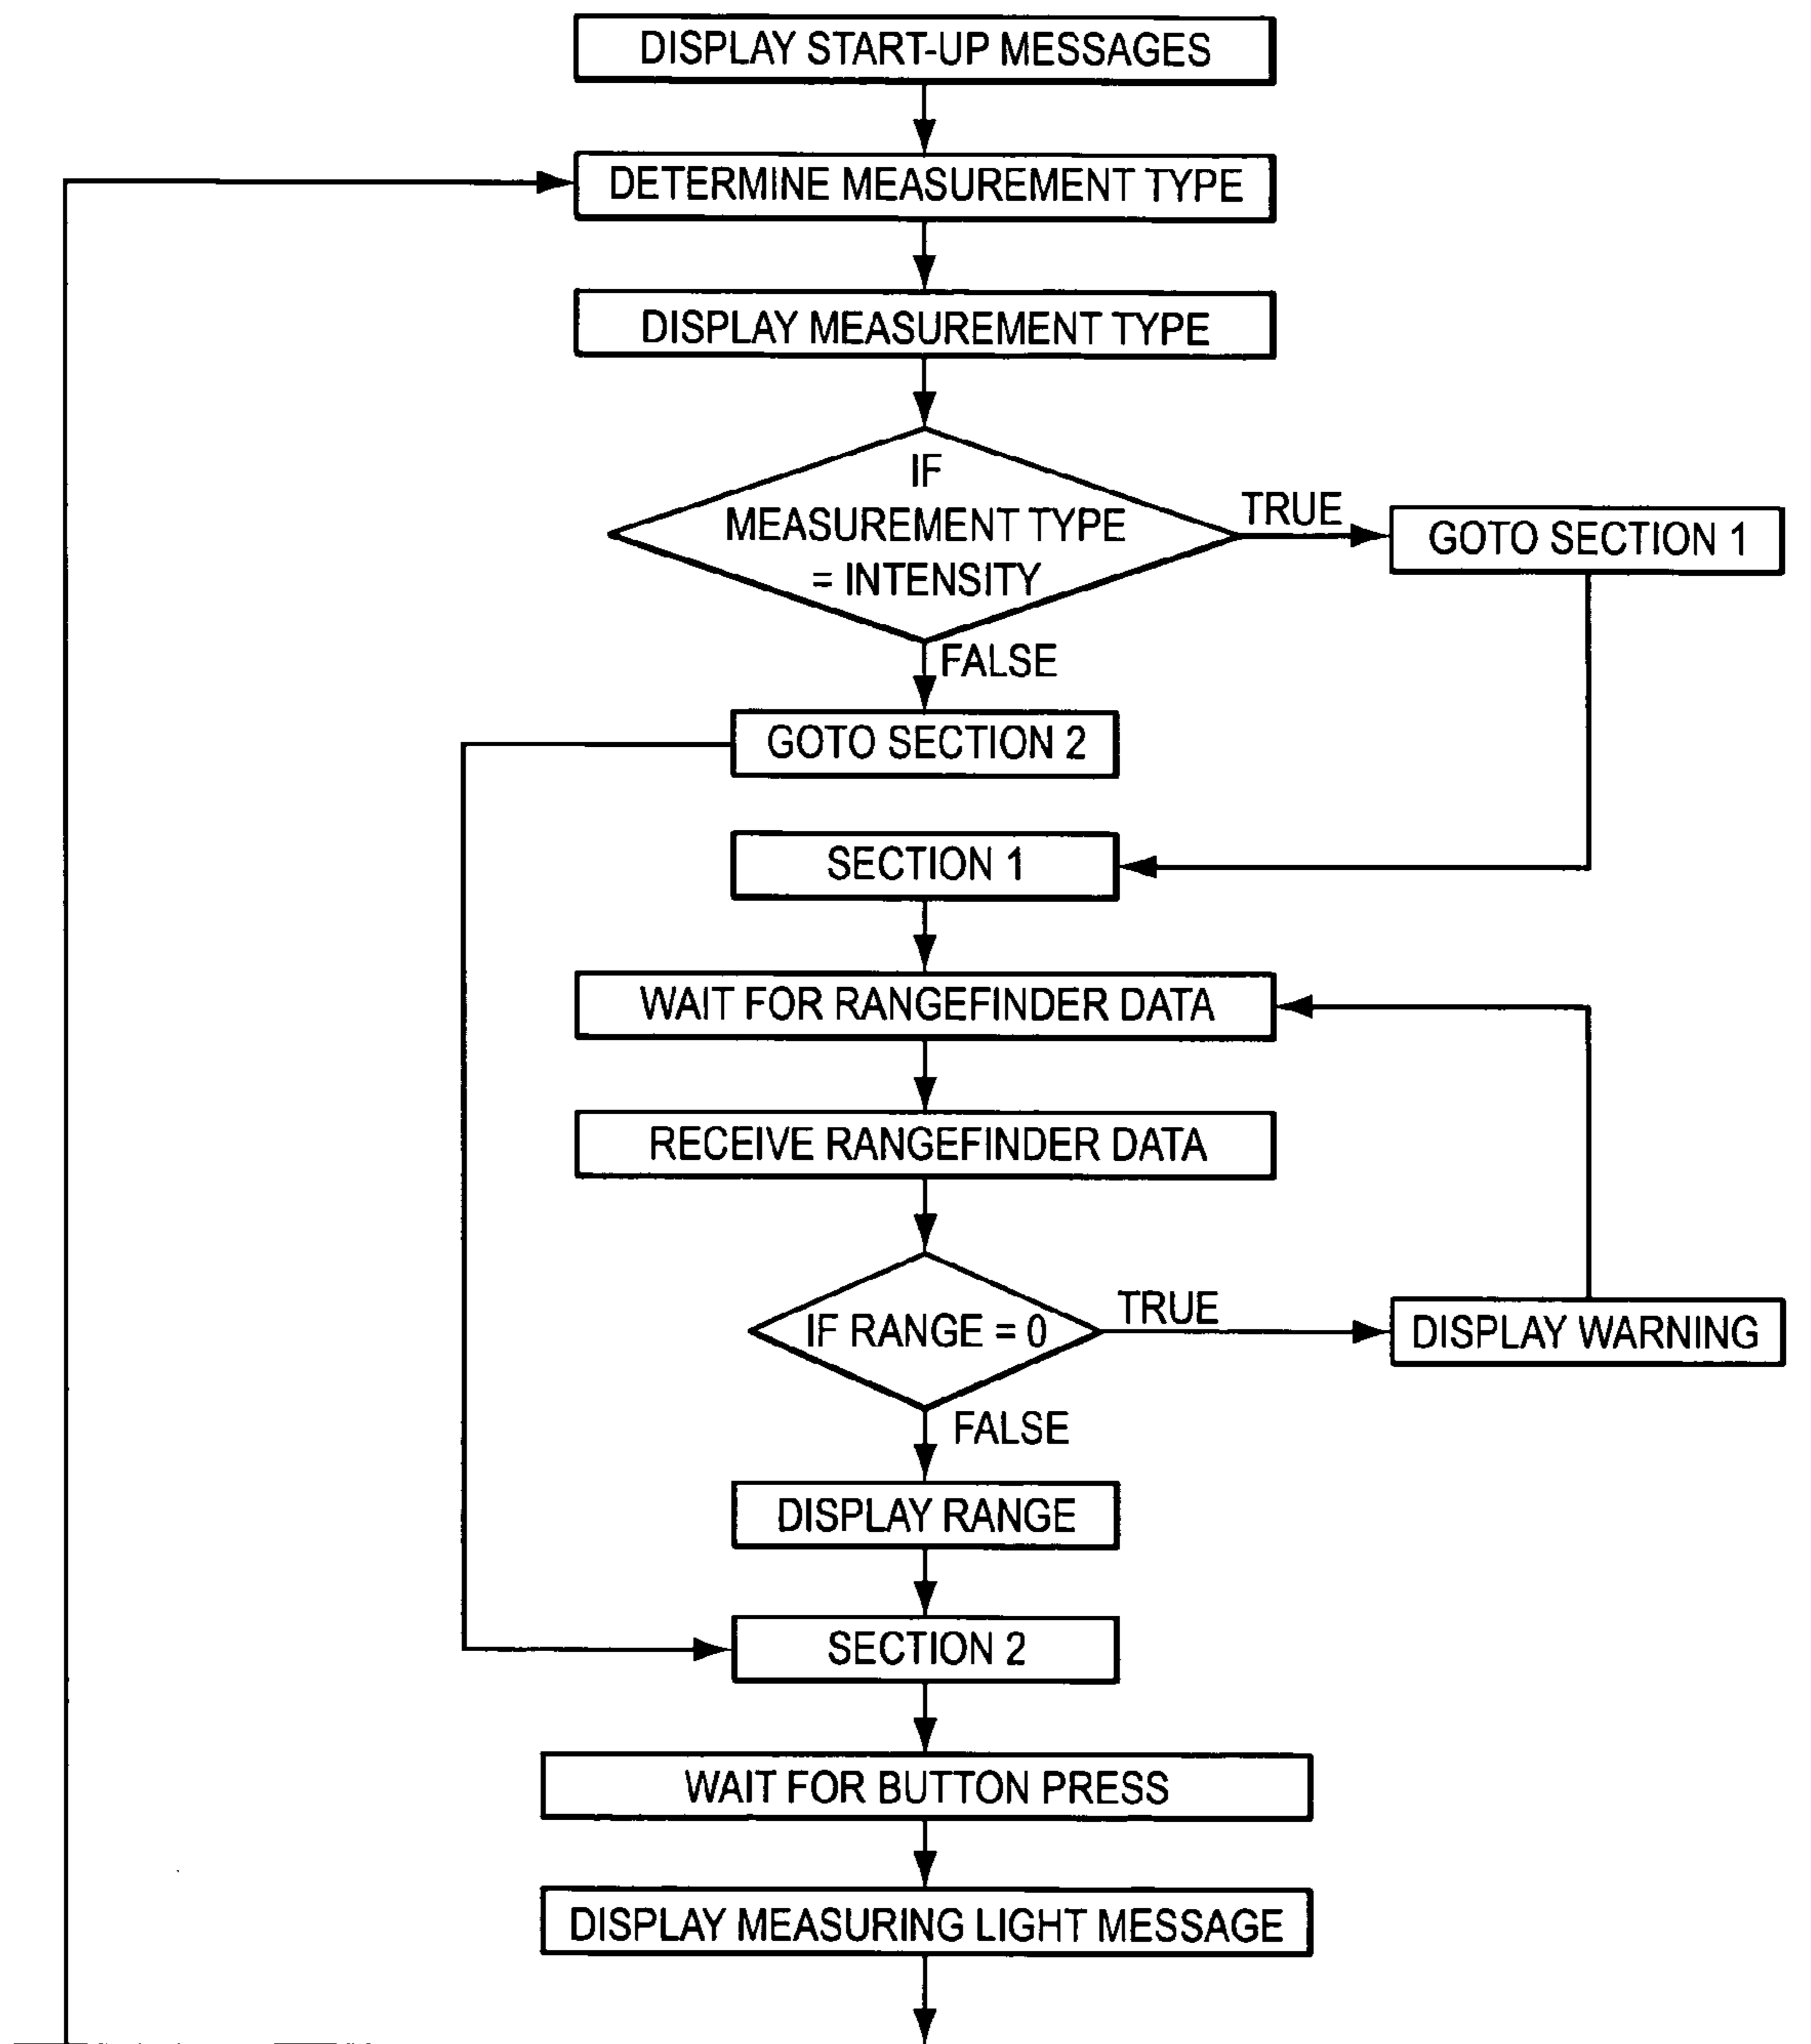 DISPLAY START-UP MESSAGES
DETERMINE MEASUREMENT TYPE
DISPLAY MEASUREMENT TYPE
IF
MEASUREMENT TYPE
= INTENSITY
TRUE
GOTO SECTION 1
FALSE
GOTO SECTION 2
SECTION 1
WAIT FOR RANGEFINDER DATA
RECEIVE RANGEFINDER DATA
IF RANGE = 0
TRUE
DISPLAY WARNING
FALSE
DISPLAY RANGE
SECTION 2
WAIT FOR BUTTON PRESS
DISPLAY MEASURING LIGHT MESSAGE